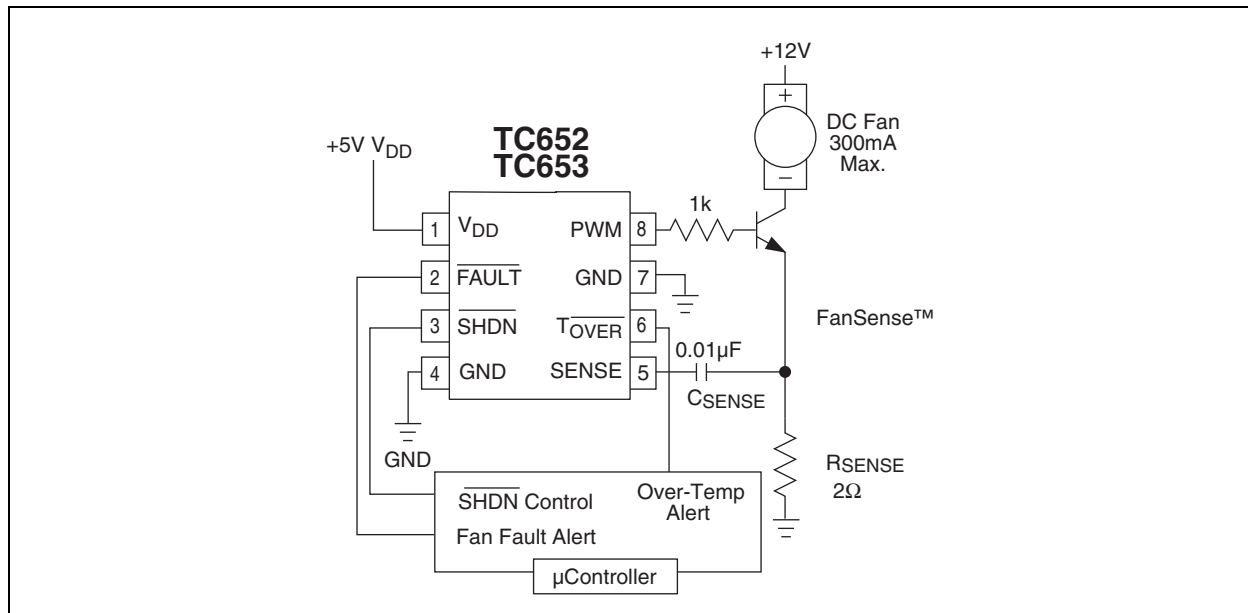 +12V
DC Fan
300mA
Max.
+
−
TC652
TC653
+5V VDD
1k
1 VDD PWM 8
2 FAULT GND 7
3 SHDN TOVER 6
4 GND SENSE 5
FanSense™
0.01µF
CSENSE
GND
RSENSE
2Ω
SHDN Control
Over-Temp
Alert
Fan Fault Alert
µController